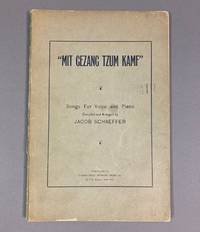 "MIT GEZANG TZUM KAMF"
Songs For Voice and Piano
Compiled and Arranged by
JACOB SCHAEFFER